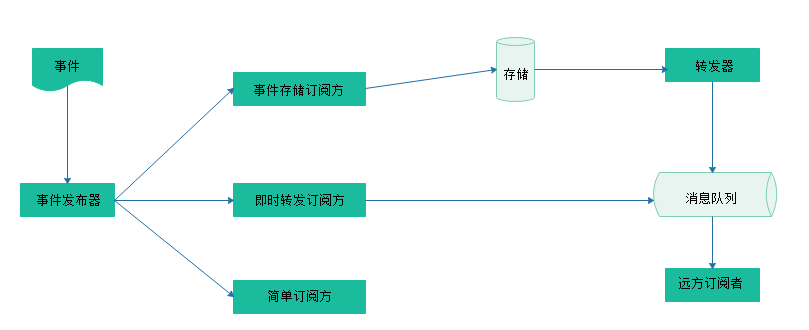 事件
存储
转发器
事件存储订阅方
事件发布器
即时转发订阅方
消息队列
简单订阅方
远方订阅者